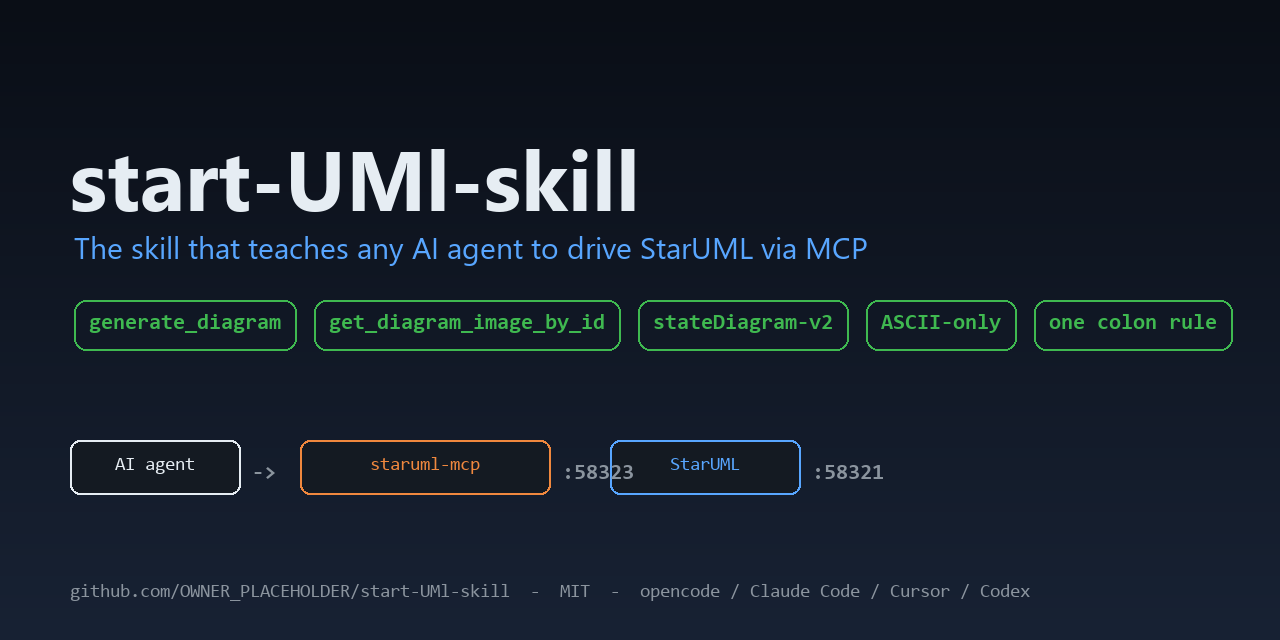 start-UMl-skill
The skill that teaches any AI agent to drive StarUML via MCP
generate_diagram get_diagram_image_by_id stateDiagram-v2 ASCII-only one colon rule
AI agent -> staruml-mcp :58323 StarUML :58321
github.com/OWNER_PLACEHOLDER/start-UMl-skill - MIT - opencode / Claude Code / Cursor / Codex